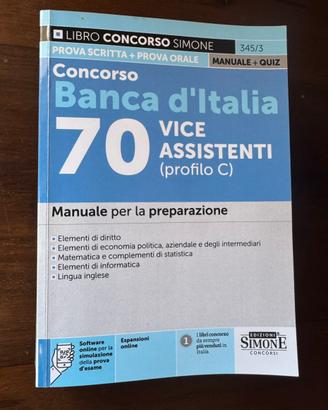 LIBRO CONCORSO SIMONE
345/3
PROVA SCRITTA + PROVA ORALE
MANUALE + QUIZ
Concorso
Banca d'Italia
70 VICE
ASSISTENTI
(profilo C)
Manuale per la preparazione
Elementi di diritto
Elementi di economia politica, aziendale e degli intermediari
Matematica e complementi di statistica
Elementi di informatica
Lingua inglese
Software
online per la
simulazione
della prova
d'esame
Espansioni
online
1
I libri concorso
da sempre
più venduti in
Italia
EDIZIONI
SIMONE
CONCORSI